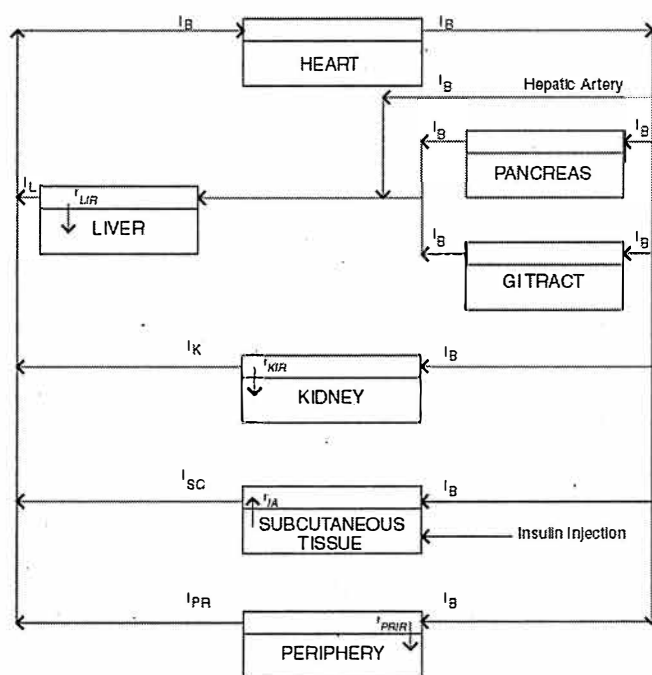 I_B I_B
HEART
I_B Hepatic Artery
I_B I_B
PANCREAS
I_L r_LIR
LIVER
I_B I_B
GI TRACT
I_K r_KIR I_B
KIDNEY
I_SC r_IA I_B
SUBCUTANEOUS
TISSUE
Insulin Injection
I_PR r_PRIR I_B
PERIPHERY